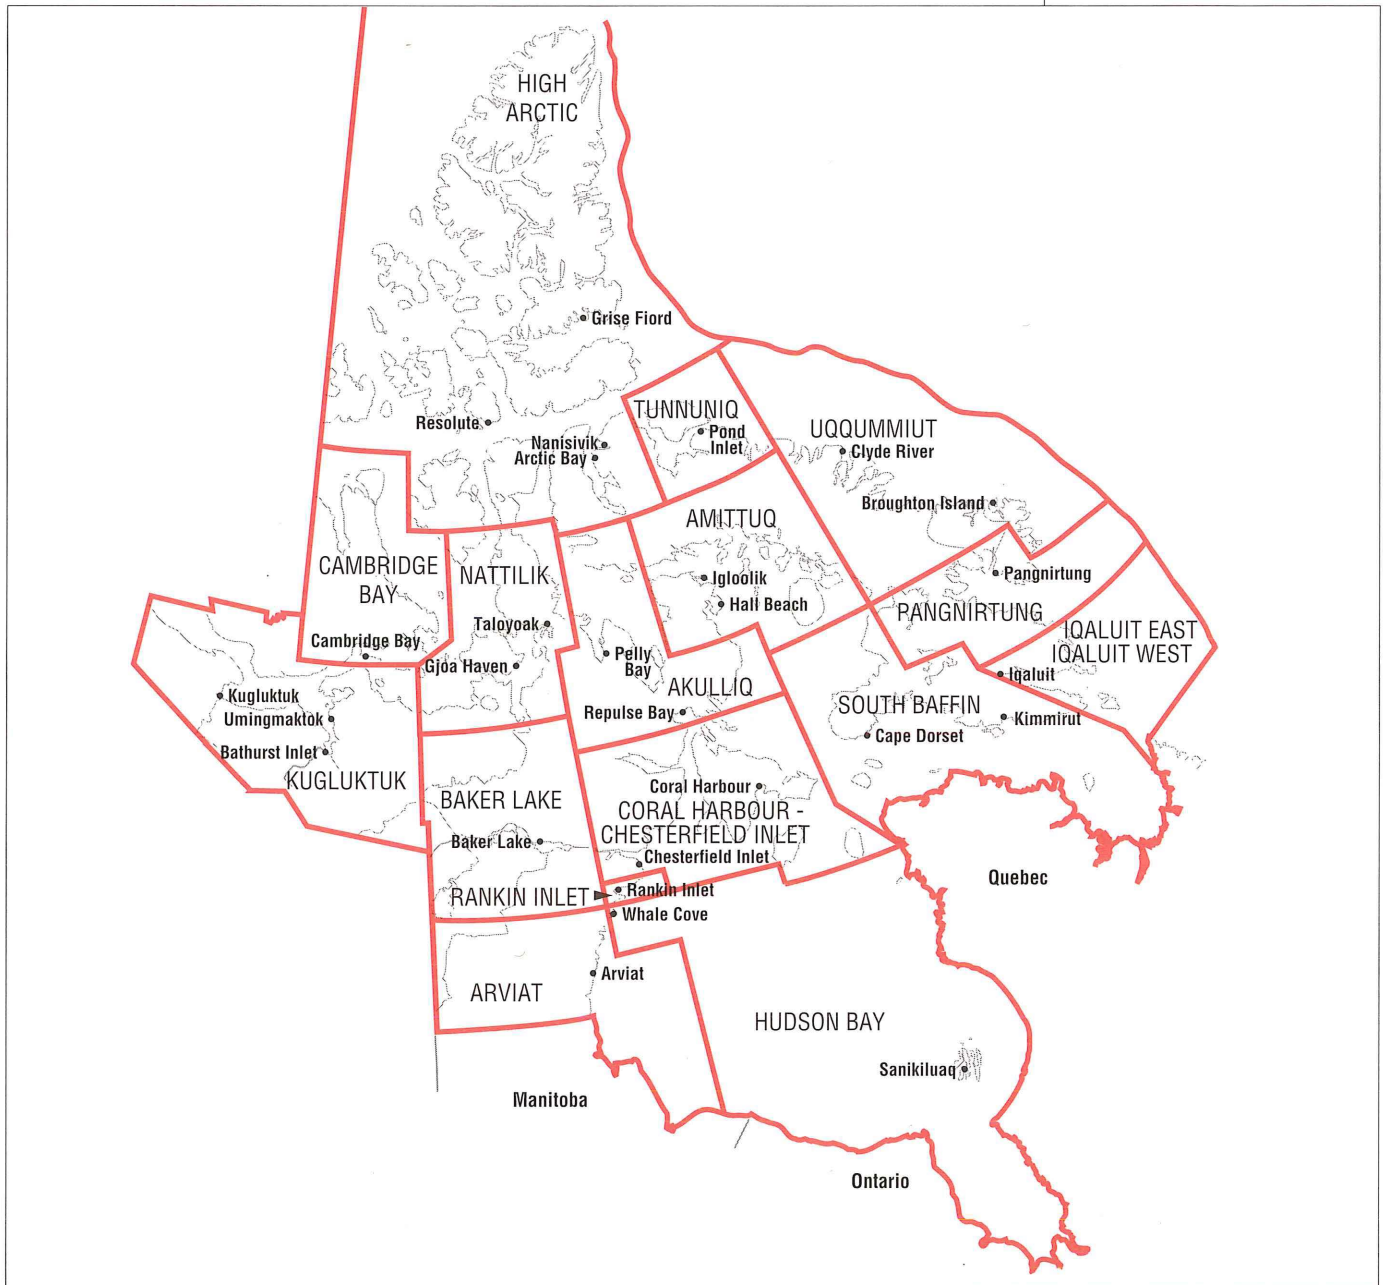 HIGH
ARCTIC
Grise Fiord
Resolute
Nanisivik
Arctic Bay
TUNNUNIQ
Pond
Inlet
UQQUMMIUT
Clyde River
Broughton Island
AMITTUQ
Igloolik
Hall Beach
CAMBRIDGE
BAY
Cambridge Bay
NATTILIK
Taloyoak
Gjoa Haven
Pelly
Bay
AKULLIQ
Repulse Bay
Pangnirtung
PANGNIRTUNG
IQALUIT EAST
IQALUIT WEST
Iqaluit
SOUTH BAFFIN
Kimmirut
Cape Dorset
Kugluktuk
Umingmaktok
Bathurst Inlet
KUGLUKTUK
BAKER LAKE
Baker Lake
Coral Harbour
CORAL HARBOUR -
CHESTERFIELD INLET
Chesterfield Inlet
RANKIN INLET
Rankin Inlet
Whale Cove
Quebec
ARVIAT
Arviat
HUDSON BAY
Sanikiluaq
Manitoba
Ontario